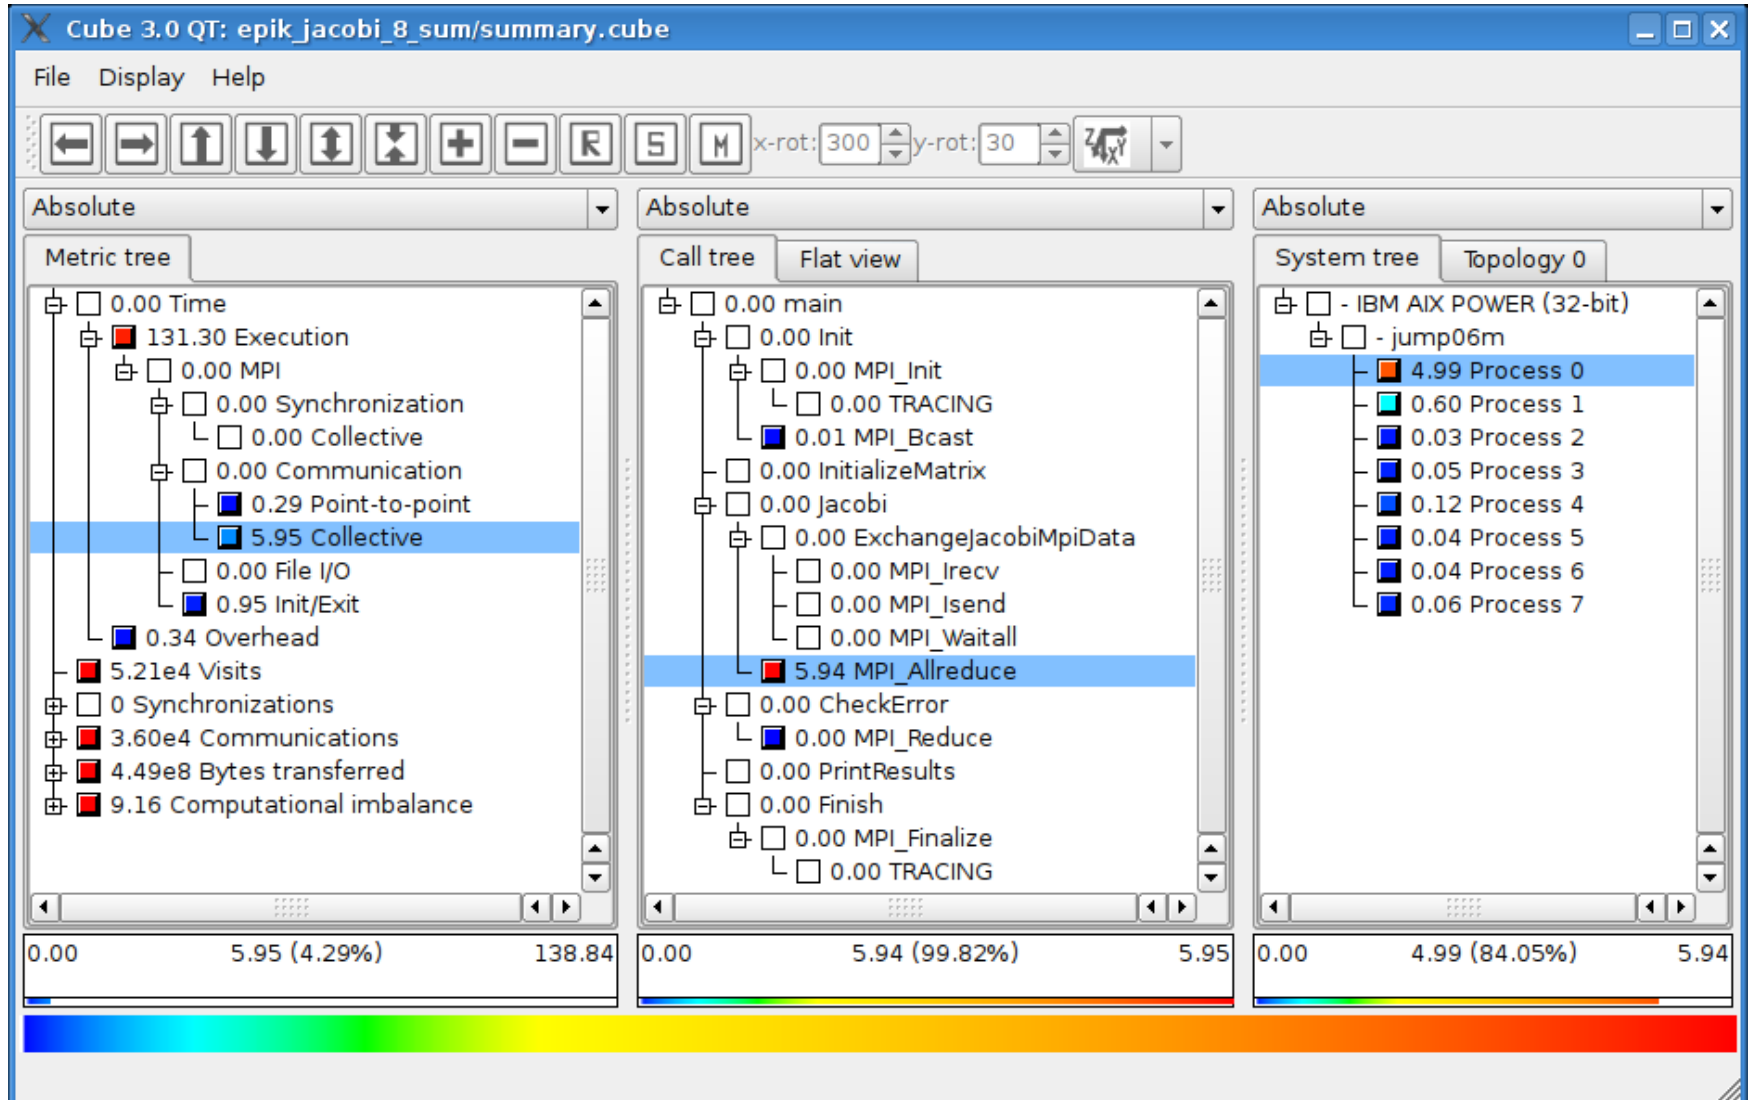 Cube 3.0 QT: epik_jacobi_8_sum/summary.cube
File Display Help
R S M x-rot: 300 y-rot: 30 Z X Y
Absolute
Metric tree
0.00 Time
131.30 Execution
0.00 MPI
0.00 Synchronization
0.00 Collective
0.00 Communication
0.29 Point-to-point
5.95 Collective
0.00 File I/O
0.95 Init/Exit
0.34 Overhead
5.21e4 Visits
0 Synchronizations
3.60e4 Communications
4.49e8 Bytes transferred
9.16 Computational imbalance
0.00 5.95 (4.29%) 138.84
Absolute
Call tree Flat view
0.00 main
0.00 Init
0.00 MPI_Init
0.00 TRACING
0.01 MPI_Bcast
0.00 InitializeMatrix
0.00 Jacobi
0.00 ExchangeJacobiMpiData
0.00 MPI_Irecv
0.00 MPI_Isend
0.00 MPI_Waitall
5.94 MPI_Allreduce
0.00 CheckError
0.00 MPI_Reduce
0.00 PrintResults
0.00 Finish
0.00 MPI_Finalize
0.00 TRACING
0.00 5.94 (99.82%) 5.95
Absolute
System tree Topology 0
- IBM AIX POWER (32-bit)
- jump06m
4.99 Process 0
0.60 Process 1
0.03 Process 2
0.05 Process 3
0.12 Process 4
0.04 Process 5
0.04 Process 6
0.06 Process 7
0.00 4.99 (84.05%) 5.94